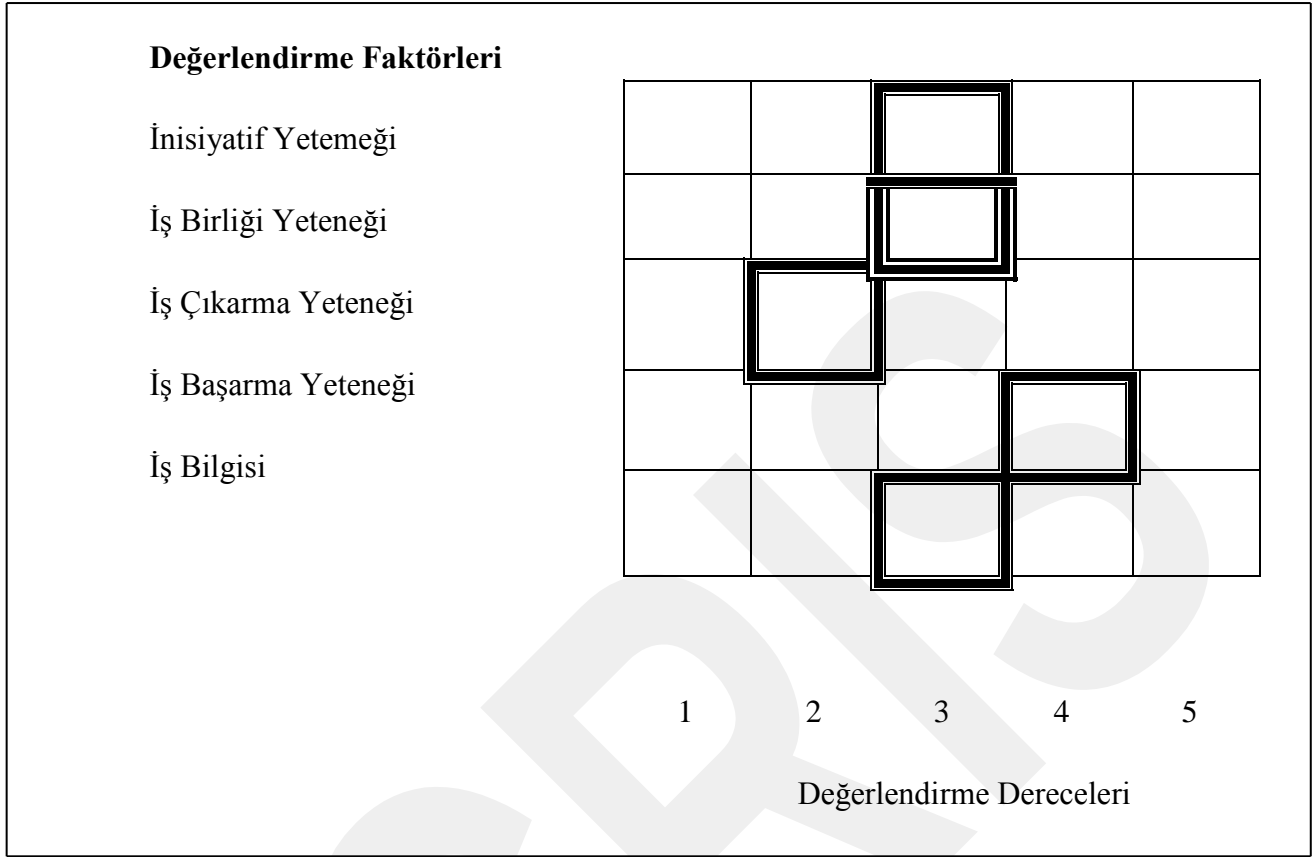 Değerlendirme Faktörleri
İnisiyatif Yetemeği
İş Birliği Yeteneği
İş Çıkarma Yeteneği
İş Başarma Yeteneği
İş Bilgisi
1 2 3 4 5
Değerlendirme Dereceleri